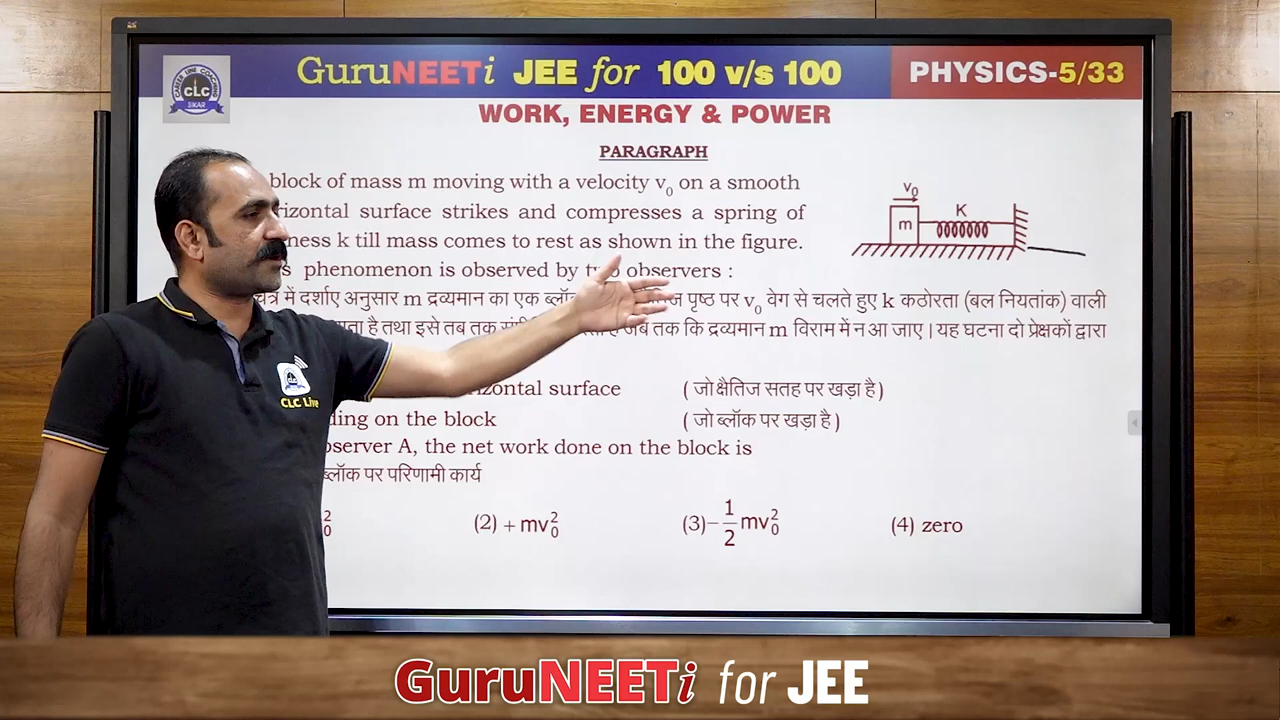 CAREER LINE COACHING
CLC
SIKAR
GuruNEETi JEE for 100 v/s 100
PHYSICS-5/33
WORK, ENERGY & POWER
PARAGRAPH
block of mass m moving with a velocity v₀ on a smooth
rizontal surface strikes and compresses a spring of
ness k till mass comes to rest as shown in the figure.
s phenomenon is observed by observers :
v₀
m
K
में दर्शाए अनुसार m द्रव्यमान का एक पृष्ठ पर v₀ वेग से चलते हुए k कठोरता (बल नियतांक) वाली
है तथा इसे तब तक जब तक कि द्रव्यमान m विराम में न आ जाए। यह घटना दो प्रेक्षकों द्वारा
rizontal surface ( जो क्षैतिज सतह पर खड़ा है )
ding on the block ( जो ब्लॉक पर खड़ा है )
bserver A, the net work done on the block is
ब्लॉक पर परिणामी कार्य
(2) + mv₀² (3) −1/2 mv₀² (4) zero
CLC Live
GuruNEETi for JEE